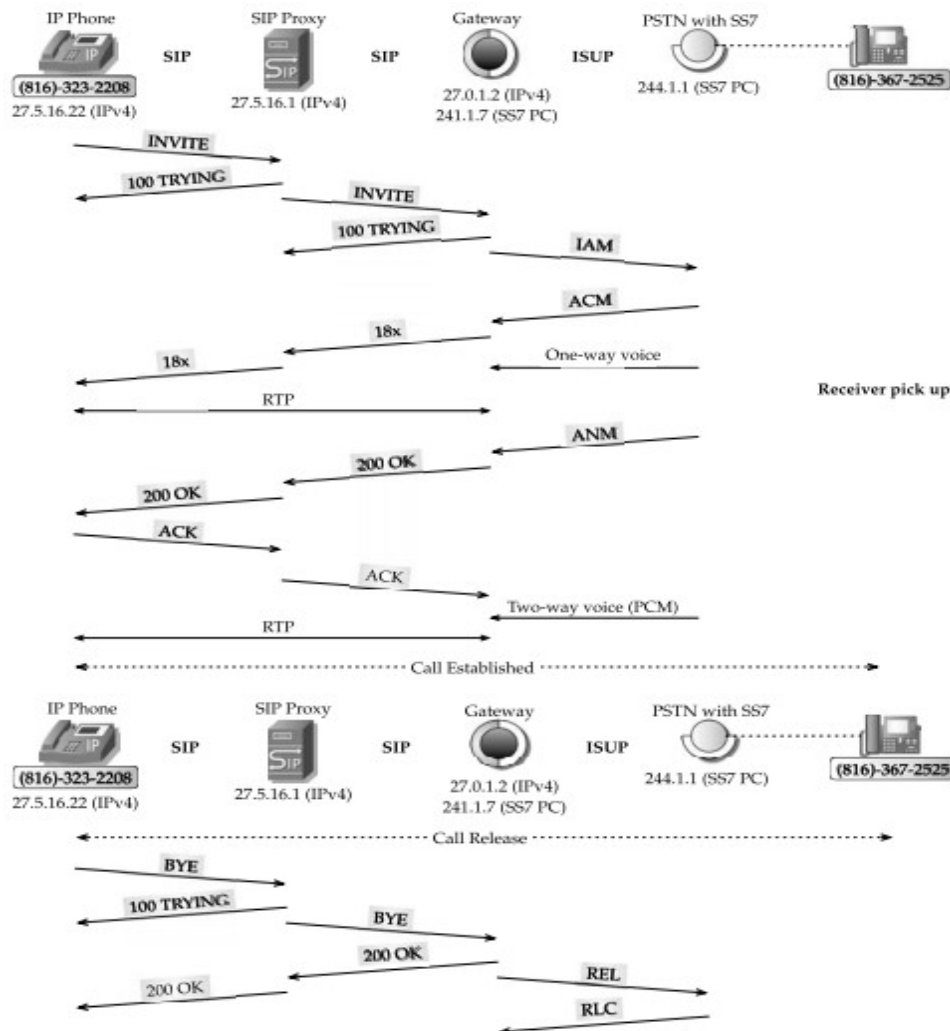 IP Phone SIP Proxy Gateway PSTN with SS7
IP SIP SIP SIP ISUP
(816)-323-2208 27.5.16.1 (IPv4) 27.0.1.2 (IPv4) 244.1.1 (SS7 PC) (816)-367-2525
27.5.16.22 (IPv4) 241.1.7 (SS7 PC)
INVITE
100 TRYING
INVITE
100 TRYING
IAM
ACM
18x
18x
One-way voice
RTP
Receiver pick up
ANM
200 OK
200 OK
ACK
ACK
Two-way voice (PCM)
RTP
Call Established
IP Phone SIP Proxy Gateway PSTN with SS7
IP SIP SIP SIP ISUP
(816)-323-2208 27.5.16.1 (IPv4) 27.0.1.2 (IPv4) 244.1.1 (SS7 PC) (816)-367-2525
27.5.16.22 (IPv4) 241.1.7 (SS7 PC)
Call Release
BYE
100 TRYING
BYE
200 OK
REL
200 OK
RLC